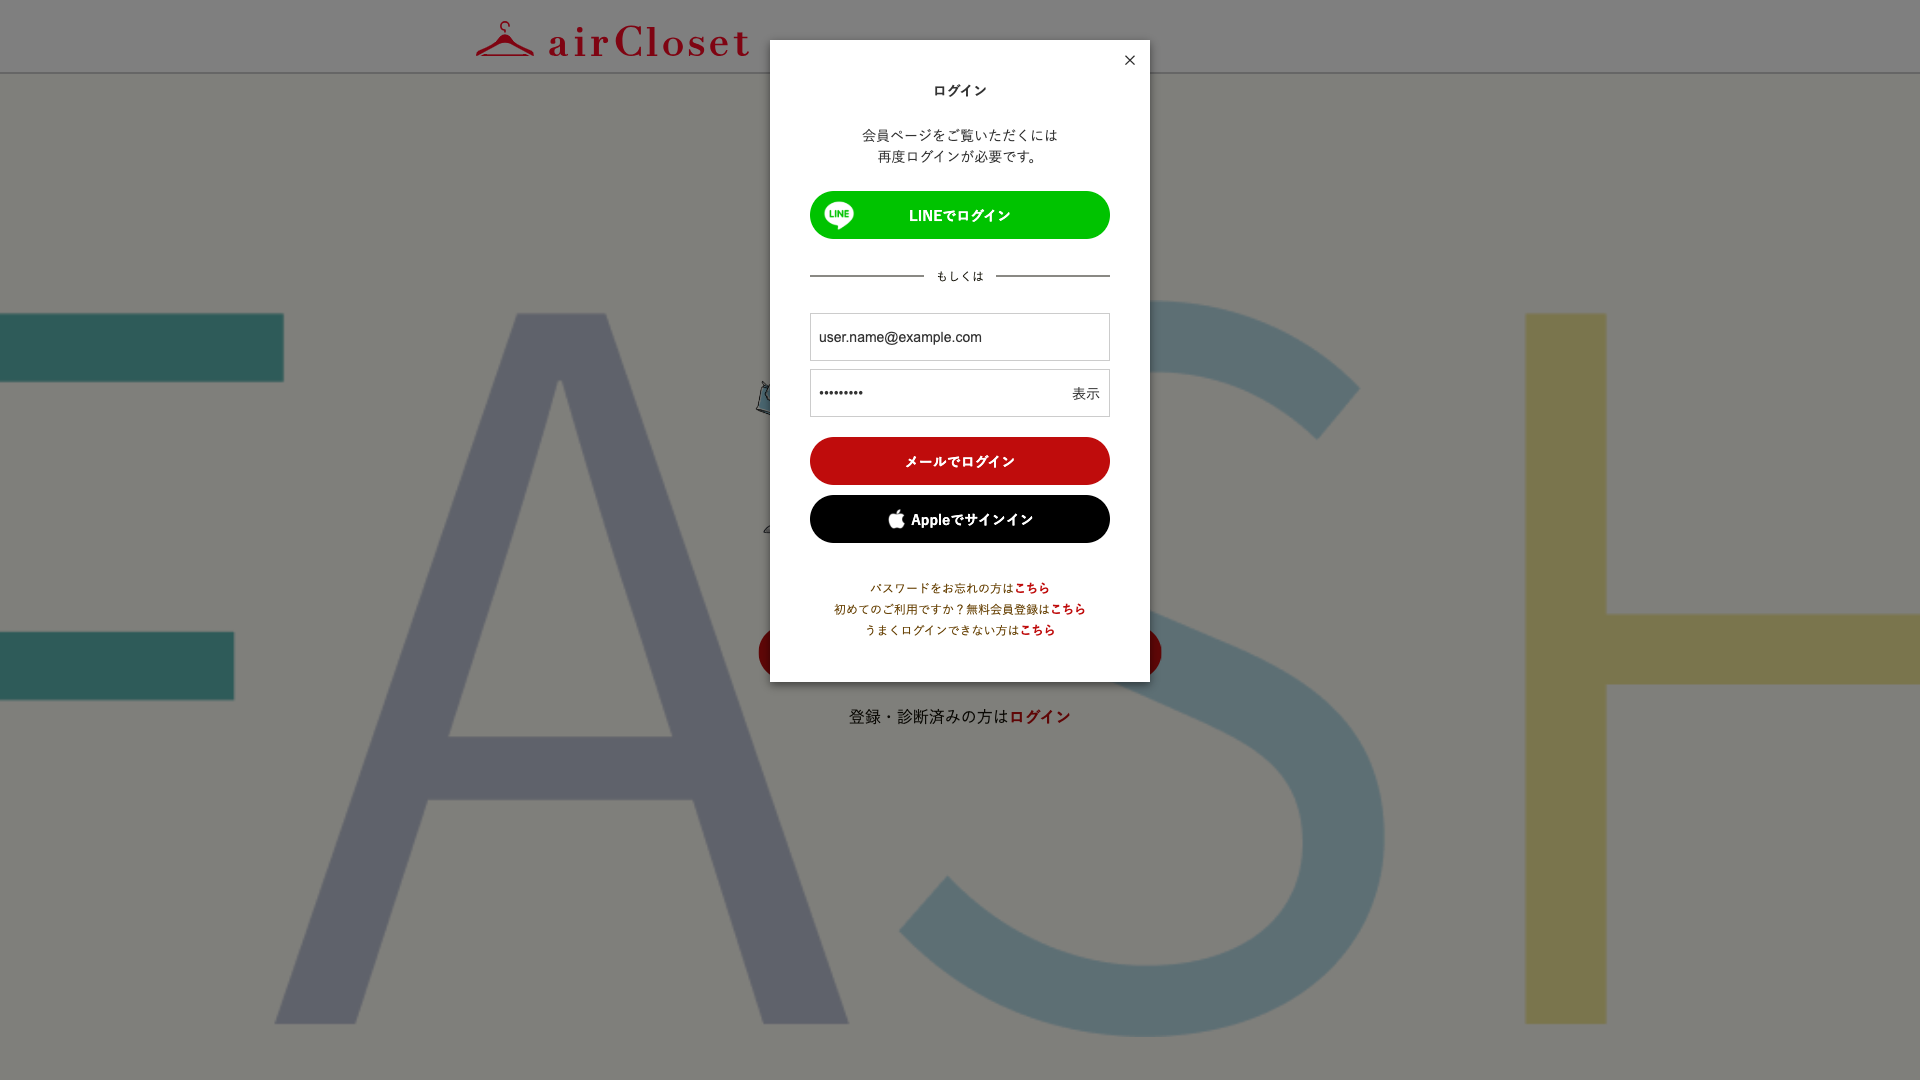 airCloset
ログイン
会員ページをご覧いただくには
再度ログインが必要です。
LINE
LINEでログイン
もしくは
user.name@example.com
•••••••••
表示
メールでログイン
Appleでサインイン
パスワードをお忘れの方はこちら
初めてのご利用ですか？無料会員登録はこちら
うまくログインできない方はこちら
登録・診断済みの方はログイン
FASH